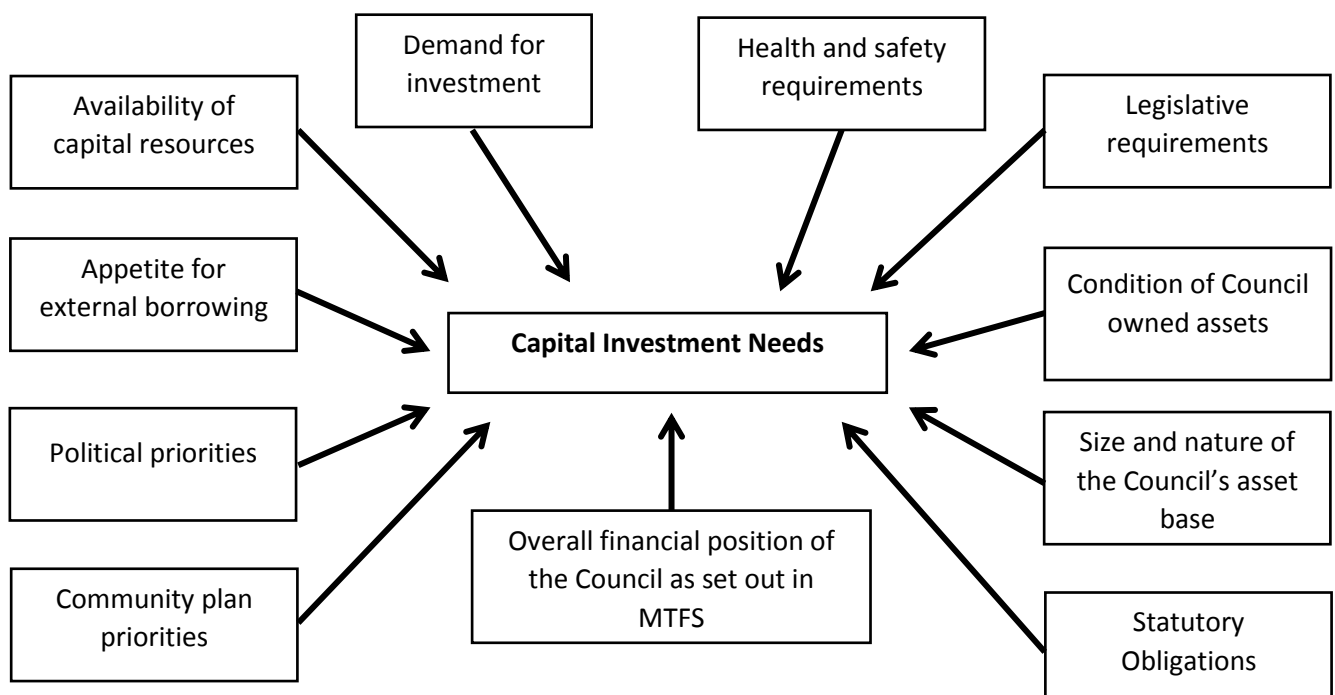 Demand for
investment
Health and safety
requirements
Availability of
capital resources
Legislative
requirements
Appetite for
external borrowing
Condition of Council
owned assets
Capital Investment Needs
Political priorities
Size and nature of
the Council’s asset
base
Overall financial position of
the Council as set out in
MTFS
Community plan
priorities
Statutory
Obligations